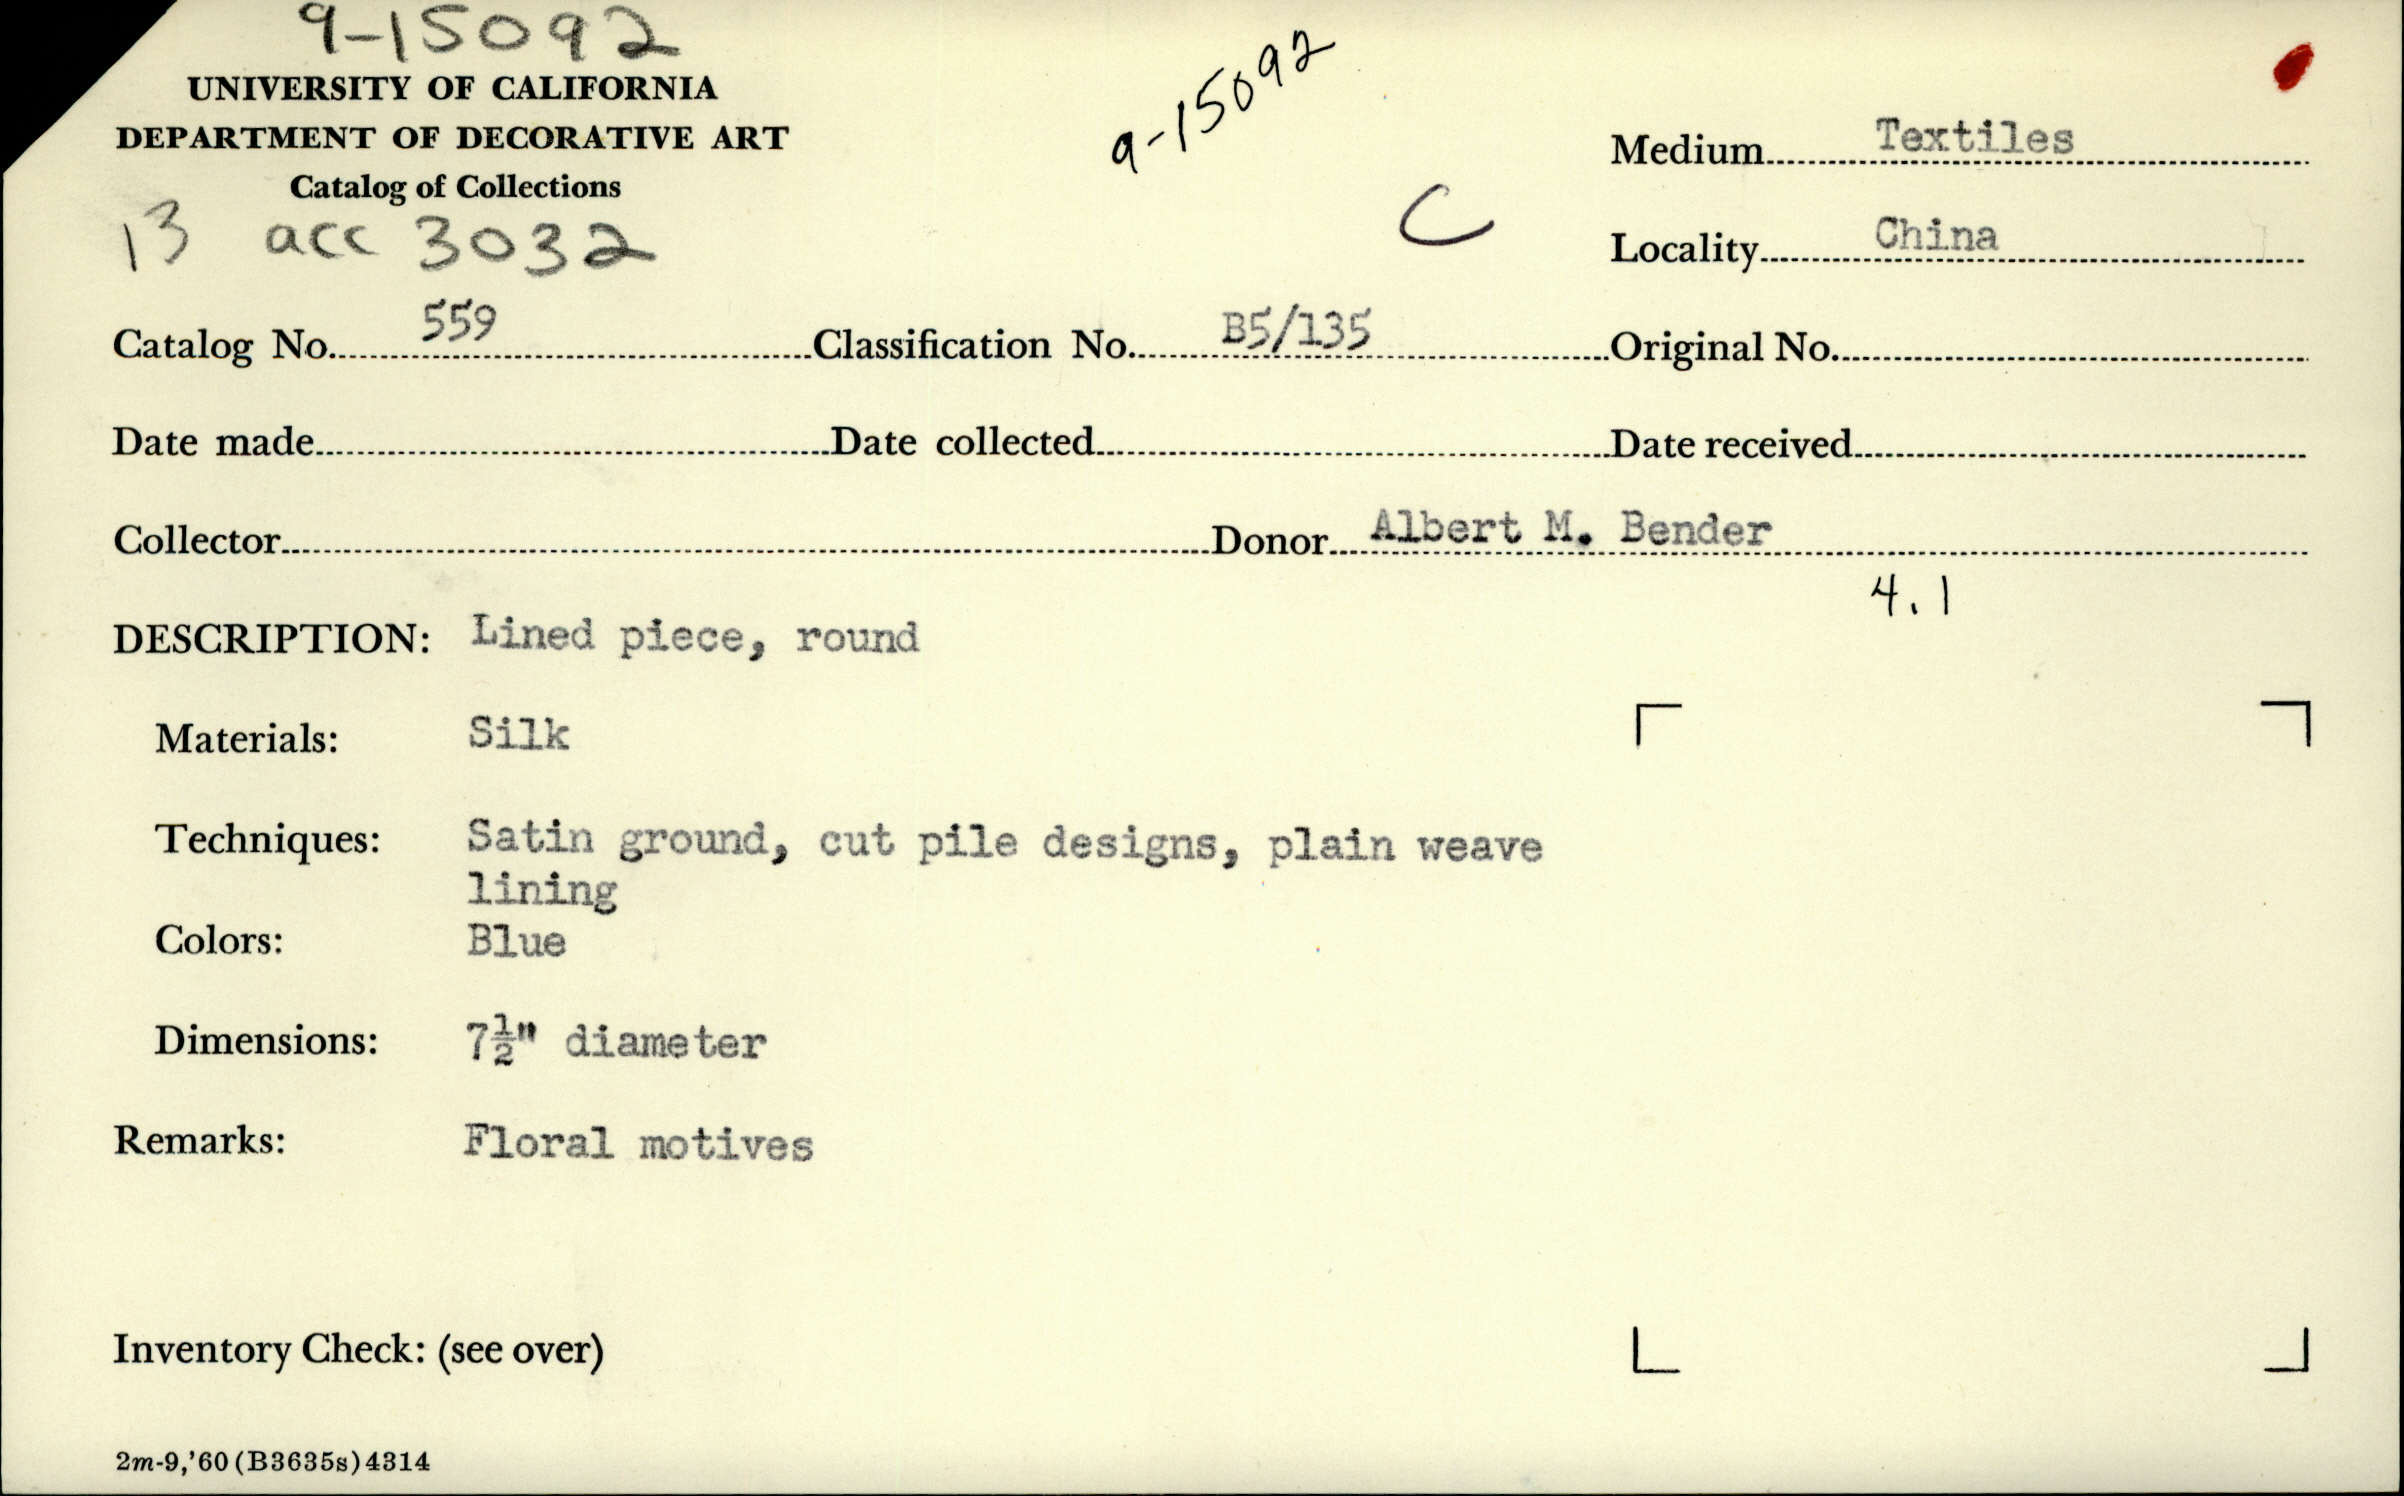 9-15092
UNIVERSITY OF CALIFORNIA
DEPARTMENT OF DECORATIVE ART
Catalog of Collections
13 acc 3032
9-15092
C
Medium Textiles
Locality China
Catalog No. 559 Classification No. B5/135 Original No.
Date made Date collected Date received
Collector Donor Albert M. Bender
4.1
DESCRIPTION: Lined piece, round
Materials: Silk
Techniques: Satin ground, cut pile designs, plain weave
lining
Colors: Blue
Dimensions: 7½" diameter
Remarks: Floral motives
Inventory Check: (see over)
2m-9,'60(B3635s)4314